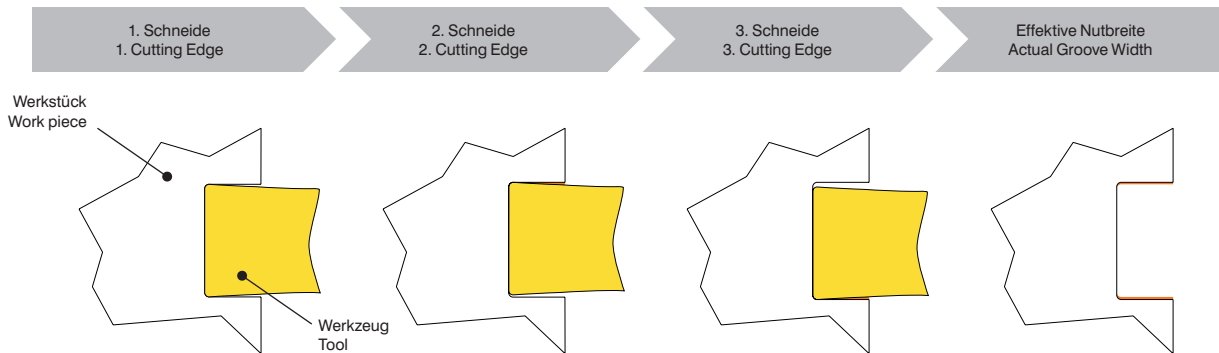 1. Schneide
1. Cutting Edge
2. Schneide
2. Cutting Edge
3. Schneide
3. Cutting Edge
Effektive Nutbreite
Actual Groove Width
Werkstück
Work piece
Werkzeug
Tool